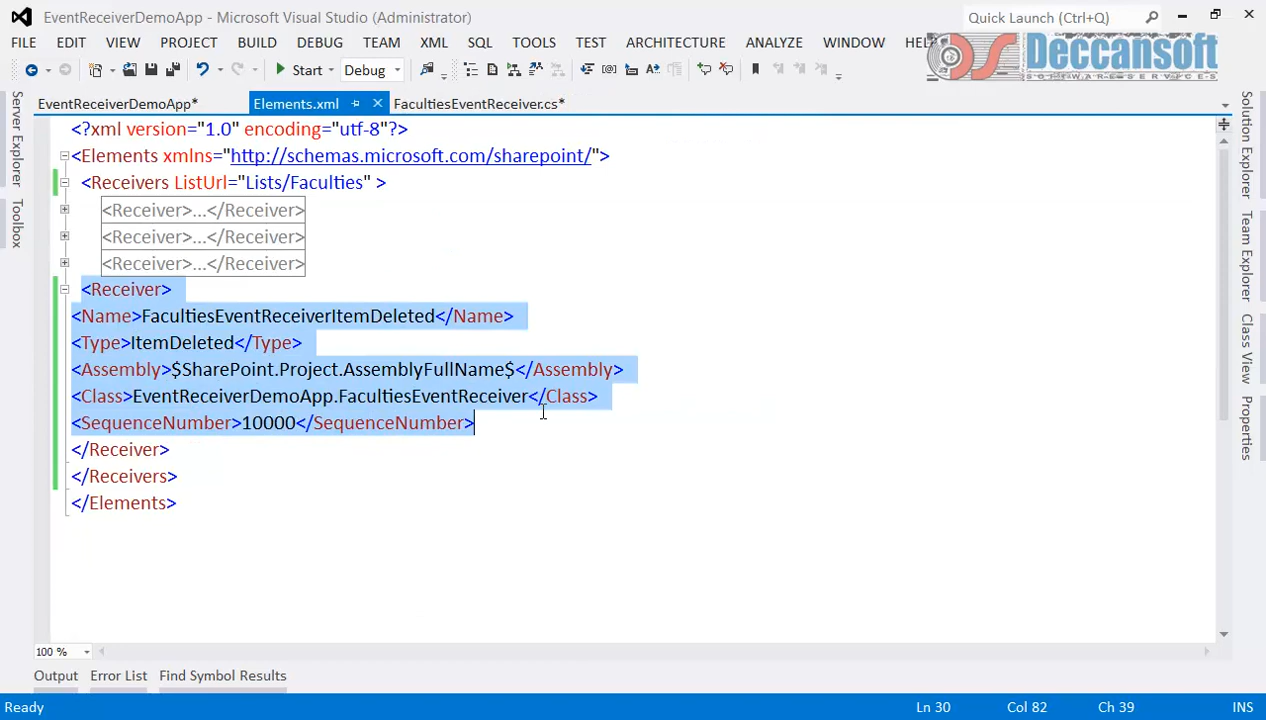 EventReceiverDemoApp - Microsoft Visual Studio (Administrator)
Quick Launch (Ctrl+Q)
FILE EDIT VIEW PROJECT BUILD DEBUG TEAM XML SQL TOOLS TEST ARCHITECTURE ANALYZE WINDOW HELP
Deccansoft
SOFTWARE SERVICES
Start Debug
EventReceiverDemoApp* Elements.xml FacultiesEventReceiver.cs*
<?xml version="1.0" encoding="utf-8"?>
<Elements xmlns="http://schemas.microsoft.com/sharepoint/">
<Receivers ListUrl="Lists/Faculties" >
<Receiver>...</Receiver>
<Receiver>...</Receiver>
<Receiver>...</Receiver>
<Receiver>
<Name>FacultiesEventReceiverItemDeleted</Name>
<Type>ItemDeleted</Type>
<Assembly>$SharePoint.Project.AssemblyFullName$</Assembly>
<Class>EventReceiverDemoApp.FacultiesEventReceiver</Class>
<SequenceNumber>10000</SequenceNumber>
</Receiver>
</Receivers>
</Elements>
Server Explorer
Toolbox
Solution Explorer
Team Explorer
Class View
Properties
100 %
Output Error List Find Symbol Results
Ready Ln 30 Col 82 Ch 39 INS